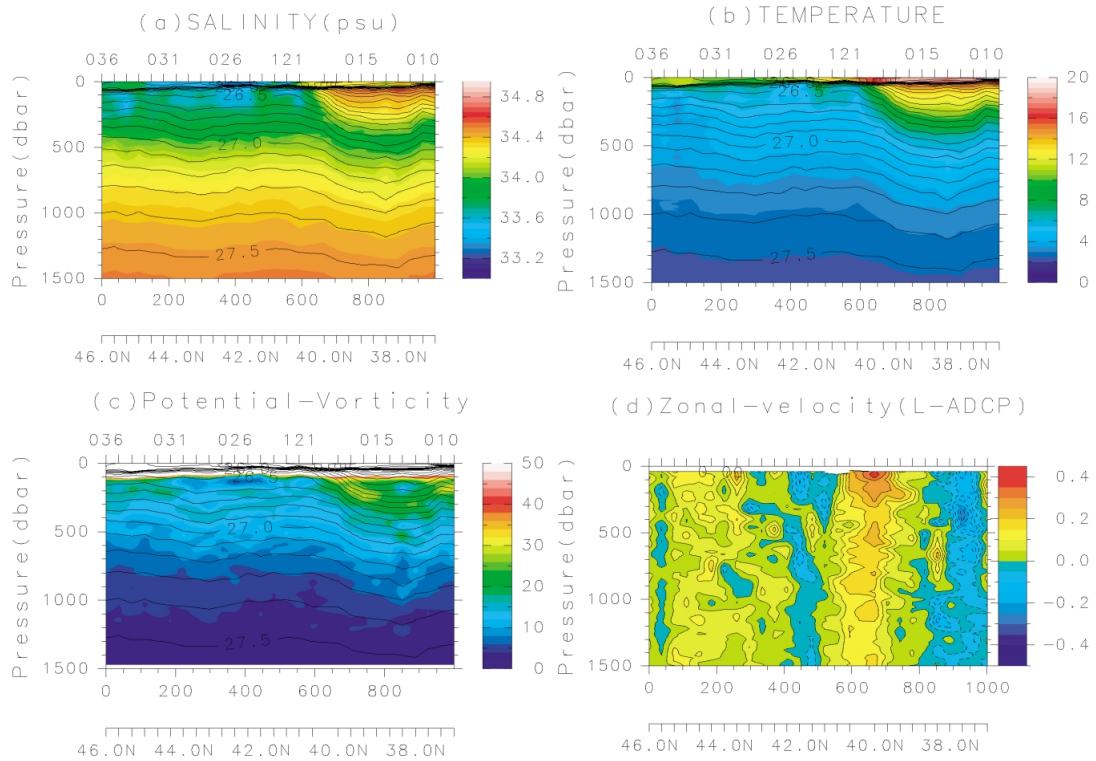 (a)SALINITY(psu)
036 031 026 121 015 010
Pressure(dbar)
0
500
1000
1500
26.5
27.0
27.5
34.8
34.4
34.0
33.6
33.2
0 200 400 600 800
46.0N 44.0N 42.0N 40.0N 38.0N
(b)TEMPERATURE
036 031 026 121 015 010
Pressure(dbar)
0
500
1000
1500
26.5
27.0
27.5
20
16
12
8
4
0
0 200 400 600 800
46.0N 44.0N 42.0N 40.0N 38.0N
(c)Potential-Vorticity
036 031 026 121 015 010
Pressure(dbar)
0
500
1000
1500
27.0
27.5
50
40
30
20
10
0
0 200 400 600 800
46.0N 44.0N 42.0N 40.0N 38.0N
(d)Zonal-velocity(L-ADCP)
Pressure(dbar)
0
500
1000
1500
0.4
0.2
0.0
-0.2
-0.4
0 200 400 600 800 1000
46.0N 44.0N 42.0N 40.0N 38.0N